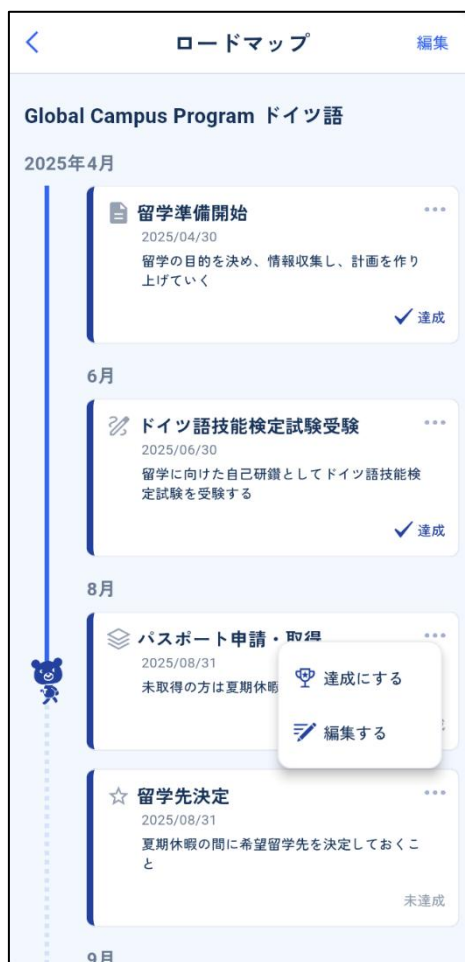 ロードマップ
編集
Global Campus Program ドイツ語
2025年4月
留学準備開始
2025/04/30
留学の目的を決め、情報収集し、計画を作り
上げていく
達成
6月
ドイツ語技能検定試験受験
2025/06/30
留学に向けた自己研鑽としてドイツ語技能検
定試験を受験する
達成
8月
パスポート申請・取得
2025/08/31
未取得の方は夏期休暇
達成にする
編集する
留学先決定
2025/08/31
夏期休暇の間に希望留学先を決定しておくこ
と
未達成
9月